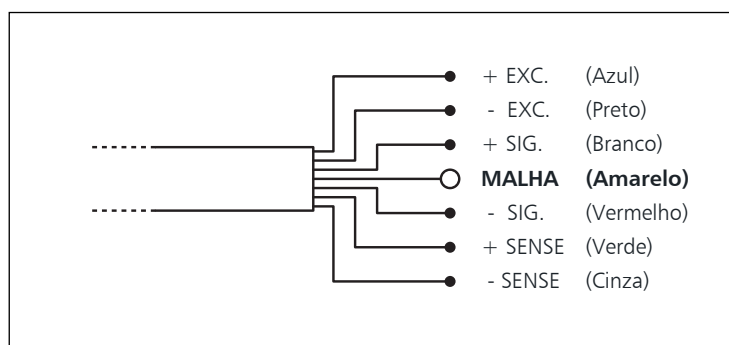 + EXC. (Azul)
- EXC. (Preto)
+ SIG. (Branco)
MALHA (Amarelo)
- SIG. (Vermelho)
+ SENSE (Verde)
- SENSE (Cinza)